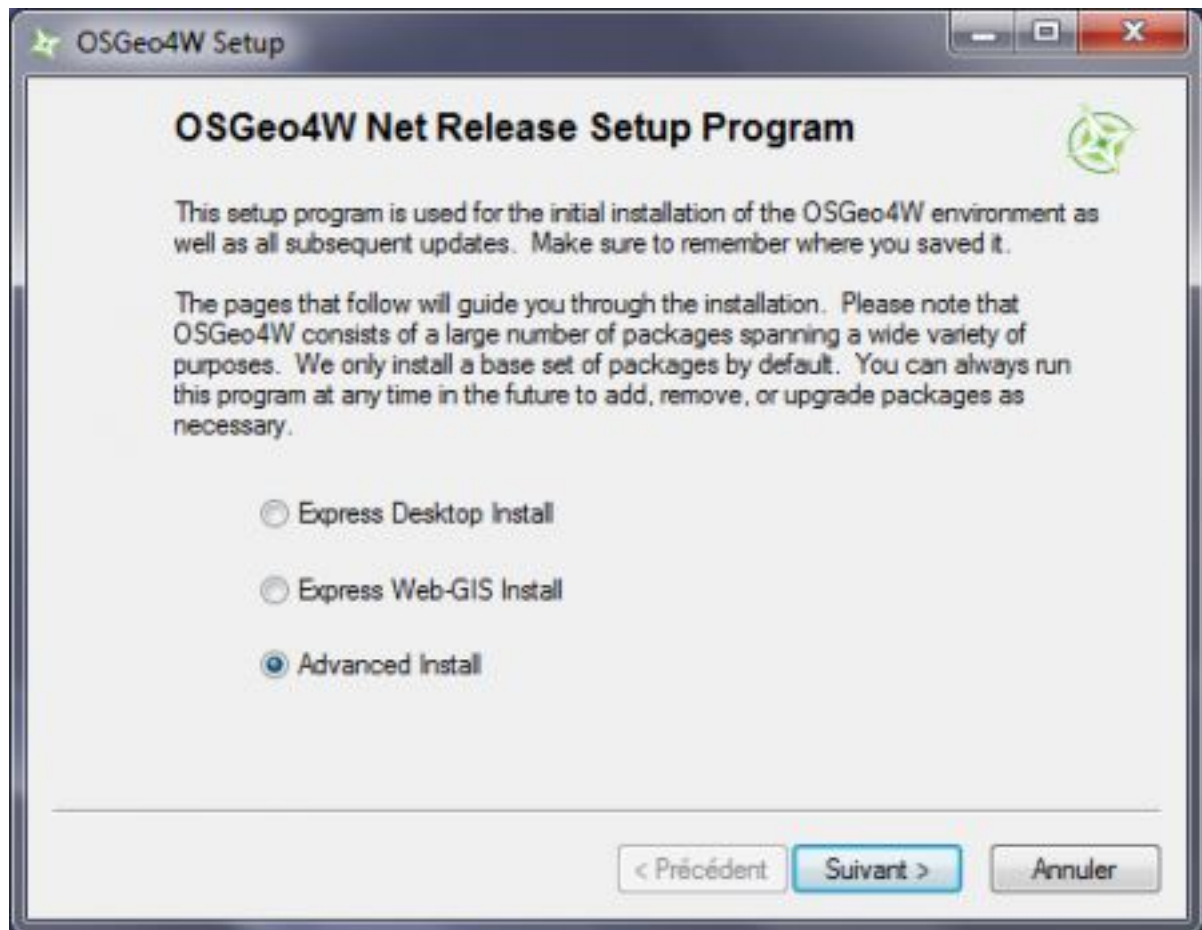 OSGeo4W Setup
OSGeo4W Net Release Setup Program
This setup program is used for the initial installation of the OSGeo4W environment as
well as all subsequent updates.  Make sure to remember where you saved it.
The pages that follow will guide you through the installation.  Please note that
OSGeo4W consists of a large number of packages spanning a wide variety of
purposes.  We only install a base set of packages by default.  You can always run
this program at any time in the future to add, remove, or upgrade packages as
necessary.
Express Desktop Install
Express Web-GIS Install
Advanced Install
< Précédent Suivant > Annuler